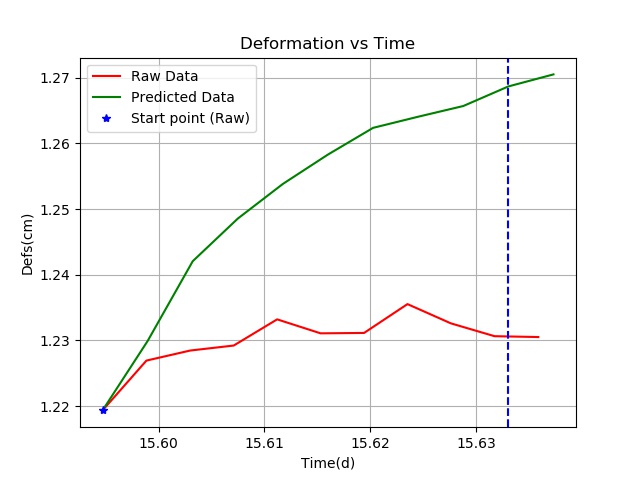 Deformation vs Time
Raw Data
Predicted Data
Start point (Raw)
1.27
1.26
1.25
1.24
1.23
1.22
Defs(cm)
15.60 15.61 15.62 15.63
Time(d)